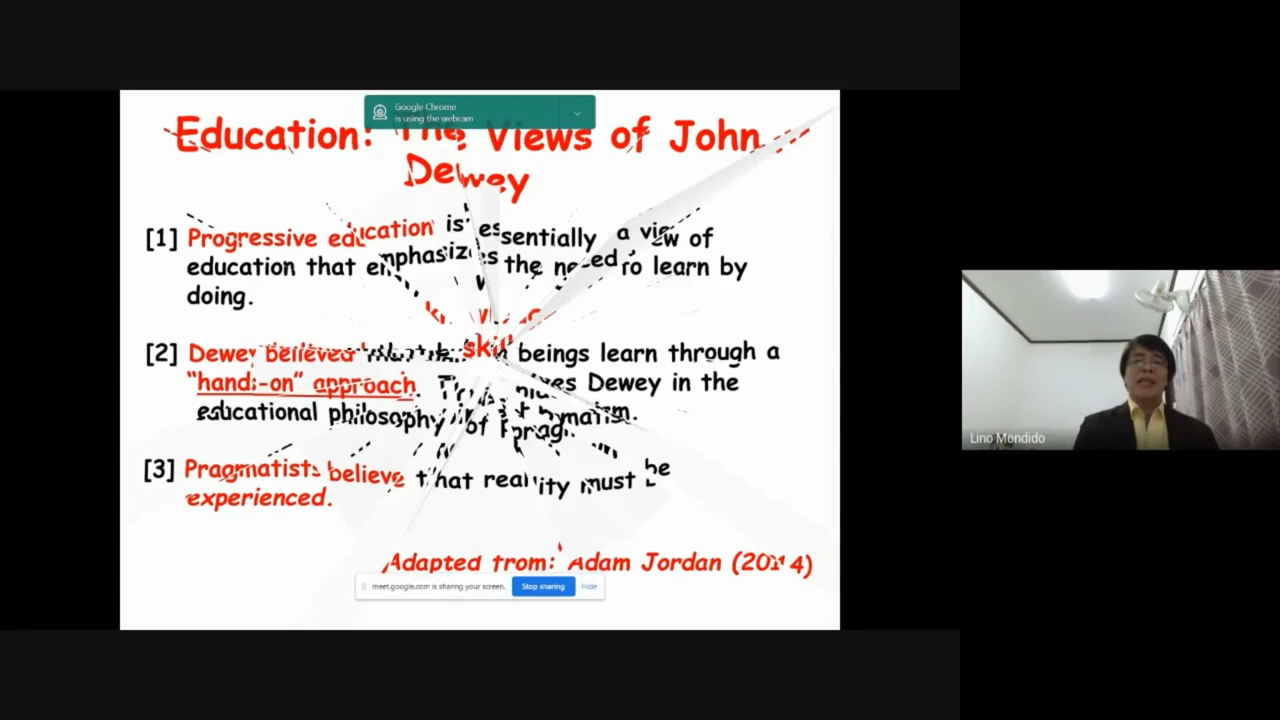 Google Chrome
is using the webcam
Education: The Views of John
Dewey
[1] Progressive education is essentially a view of
education that emphasizes the need to learn by
doing.
[2] Dewey believed that beings learn through a
"hands-on" approach. Dewey in the
educational philosophy of pragmatism.
[3] Pragmatists believe that reality must be
experienced.
Adapted from: Adam Jordan (2014)
meet.google.com is sharing your screen. Stop sharing Hide
Lino Mondido